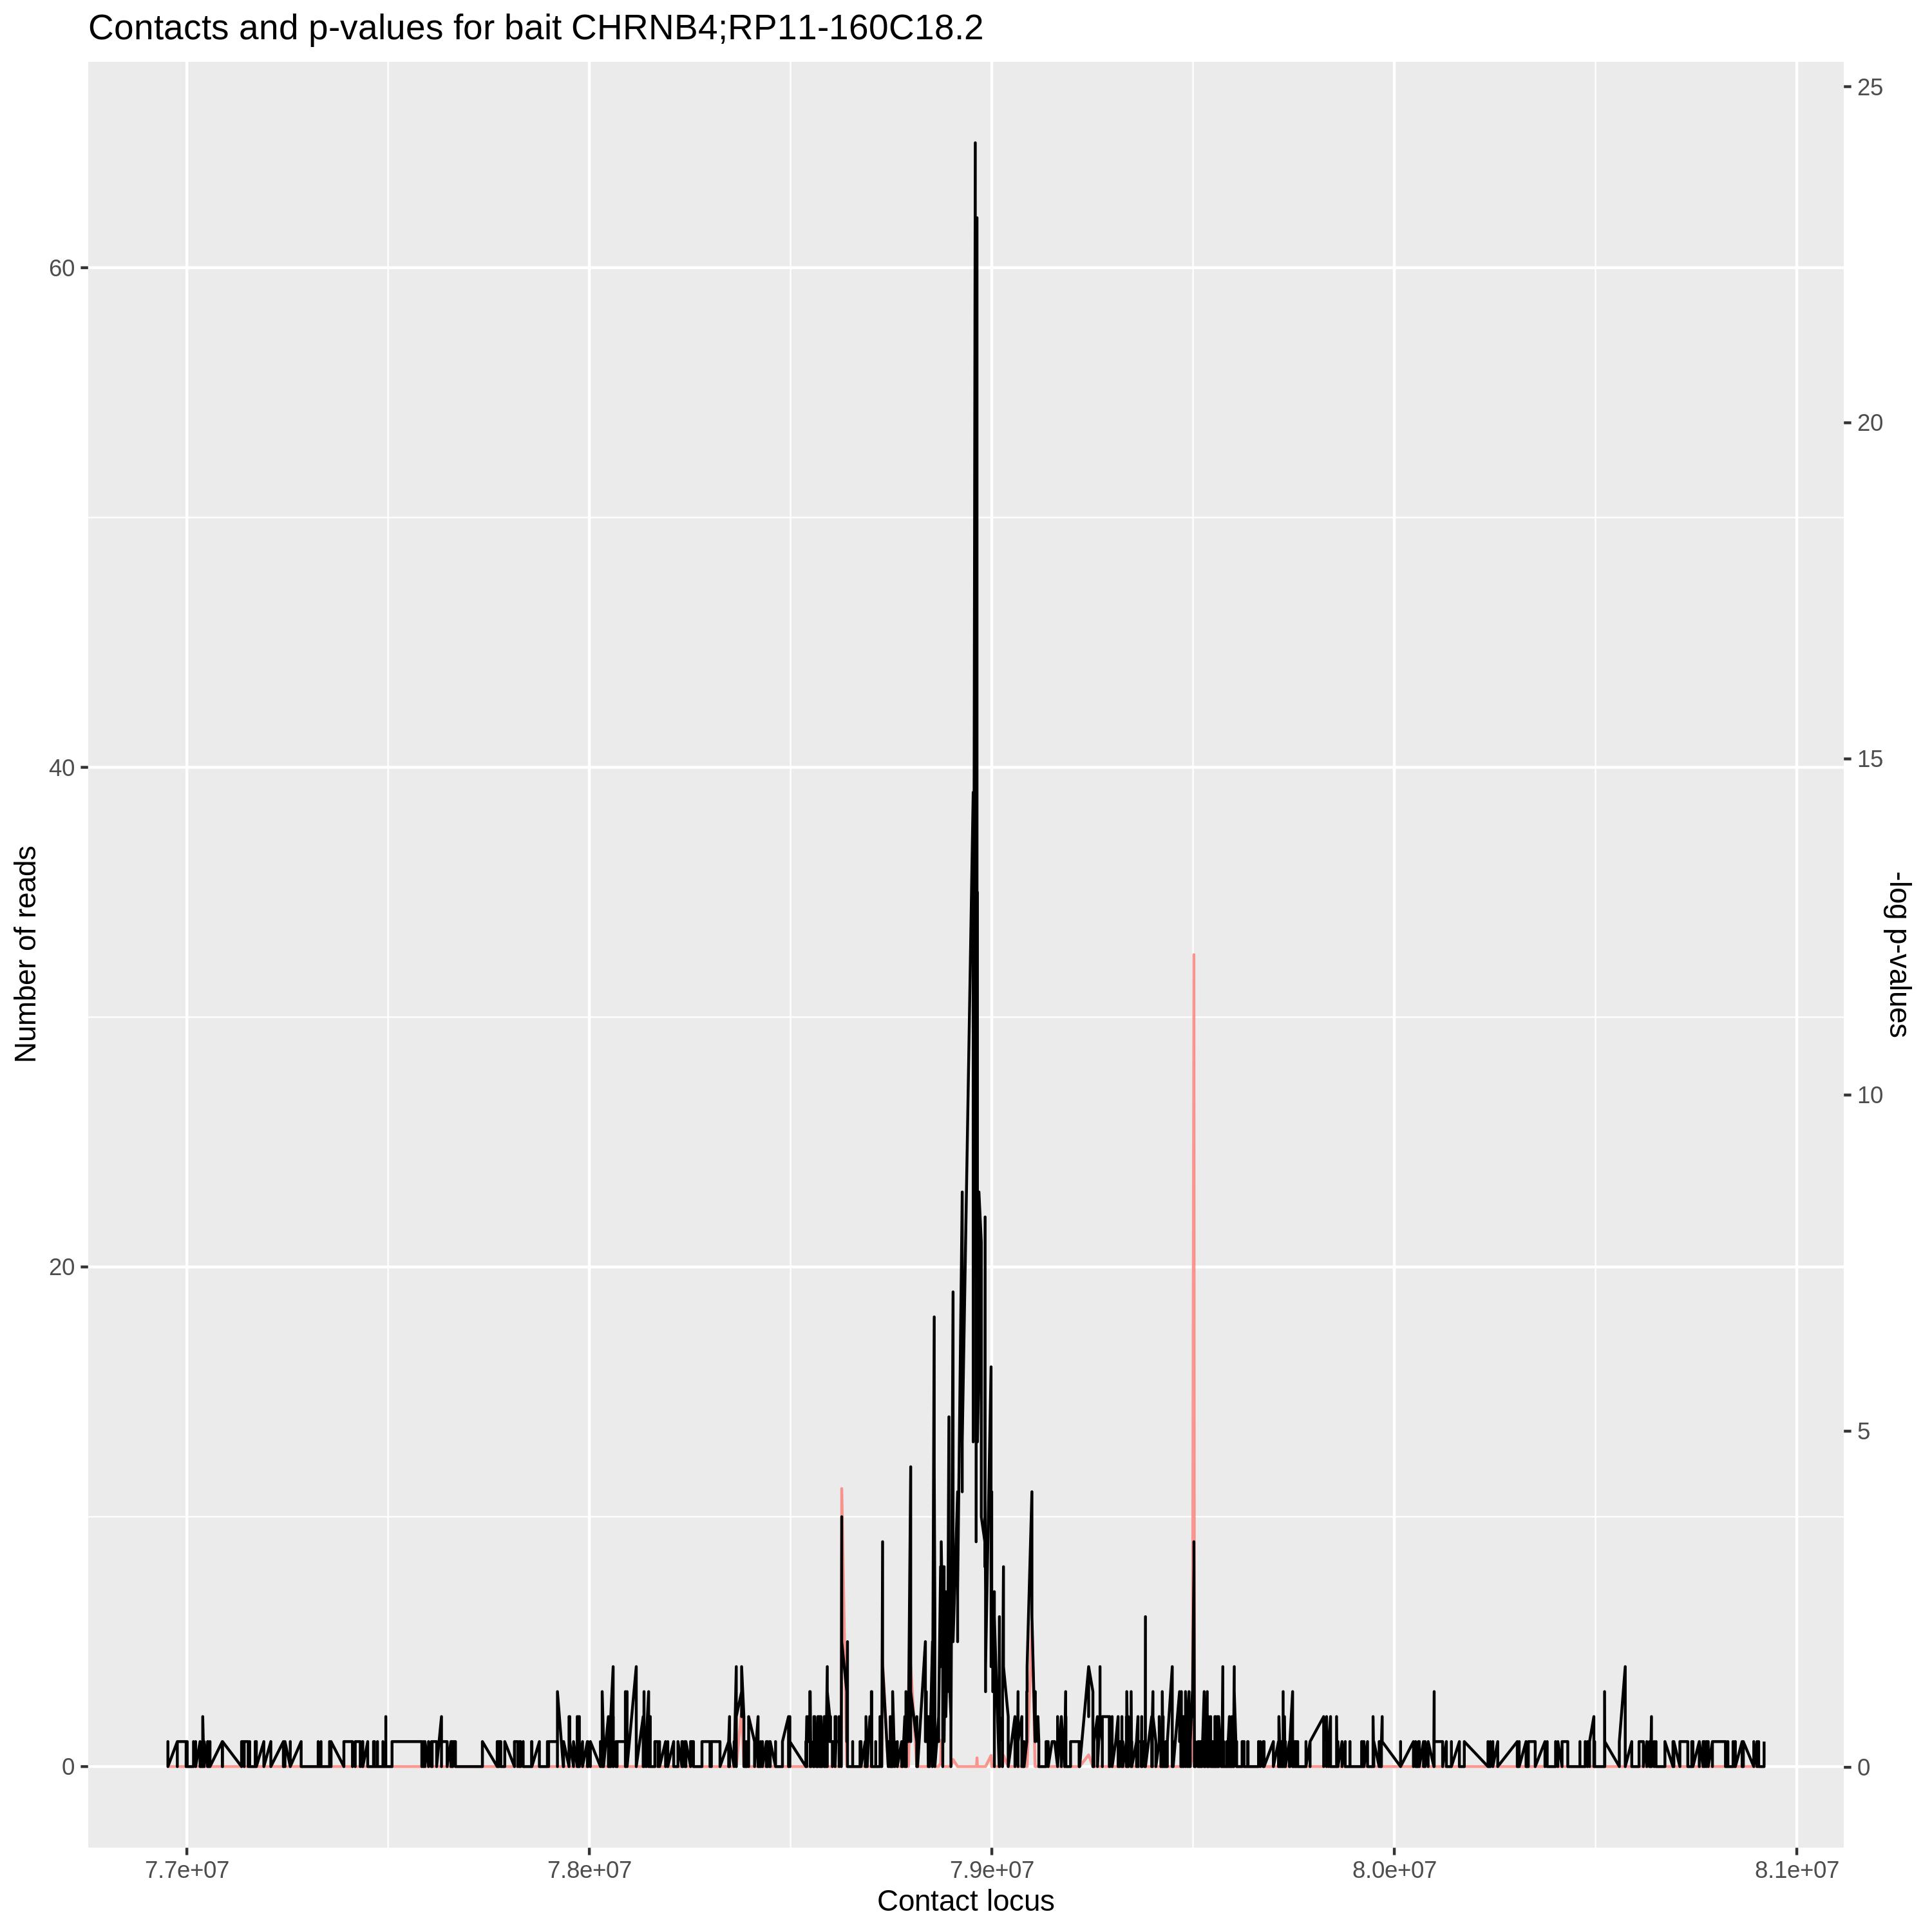 Contacts and p-values for bait CHRNB4;RP11-160C18.2
25
60
20
40
15
Number of reads
-log p-values
10
20
5
0
0
7.7e+07
7.8e+07
7.9e+07
8.0e+07
8.1e+07
Contact locus